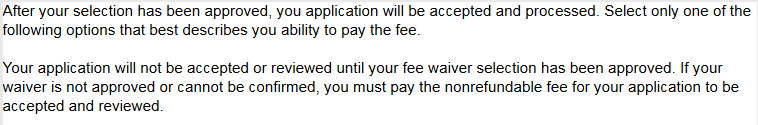 After your selection has been approved, you application will be accepted and processed. Select only one of the
following options that best describes you ability to pay the fee.
Your application will not be accepted or reviewed until your fee waiver selection has been approved. If your
waiver is not approved or cannot be confirmed, you must pay the nonrefundable fee for your application to be
accepted and reviewed.